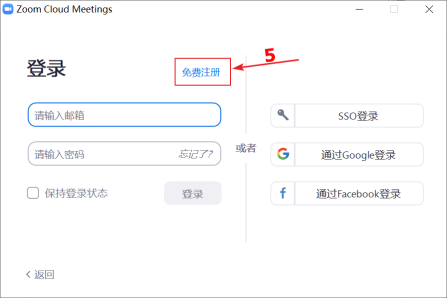 Zoom Cloud Meetings
登录
免费注册
5
请输入邮箱
请输入密码 忘记了?
保持登录状态
登录
或者
SSO登录
通过Google登录
通过Facebook登录
返回